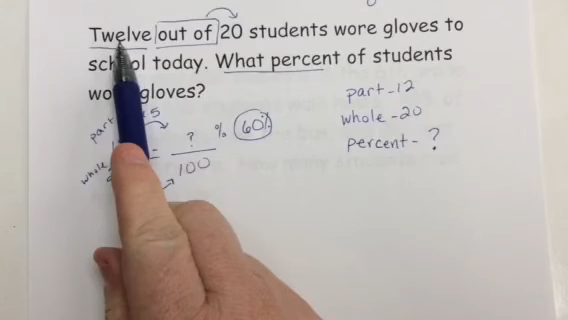 Twelve out of 20 students wore gloves to
school today. What percent of students
gloves?
part - 12
whole - 20
percent - ?
part 5
whole = ? % 60%
100